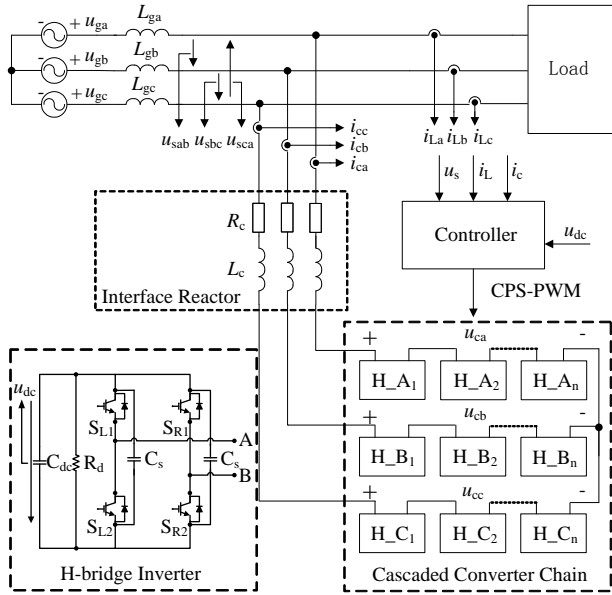 - + u_ga L_ga
- + u_gb L_gb
- + u_gc L_gc
Load
u_sab u_sbc u_sca
i_cc
i_cb
i_ca
i_La i_Lb i_Lc
u_s i_L i_c
Controller
u_dc
CPS-PWM
R_c
L_c
Interface Reactor
+ u_ca -
H_A₁ H_A₂ H_Aₙ
+ u_cb -
H_B₁ H_B₂ H_Bₙ
+ u_cc -
H_C₁ H_C₂ H_Cₙ
Cascaded Converter Chain
u_dc
S_L1 S_R1
A
C_dc R_d C_s C_s
B
S_L2 S_R2
H-bridge Inverter